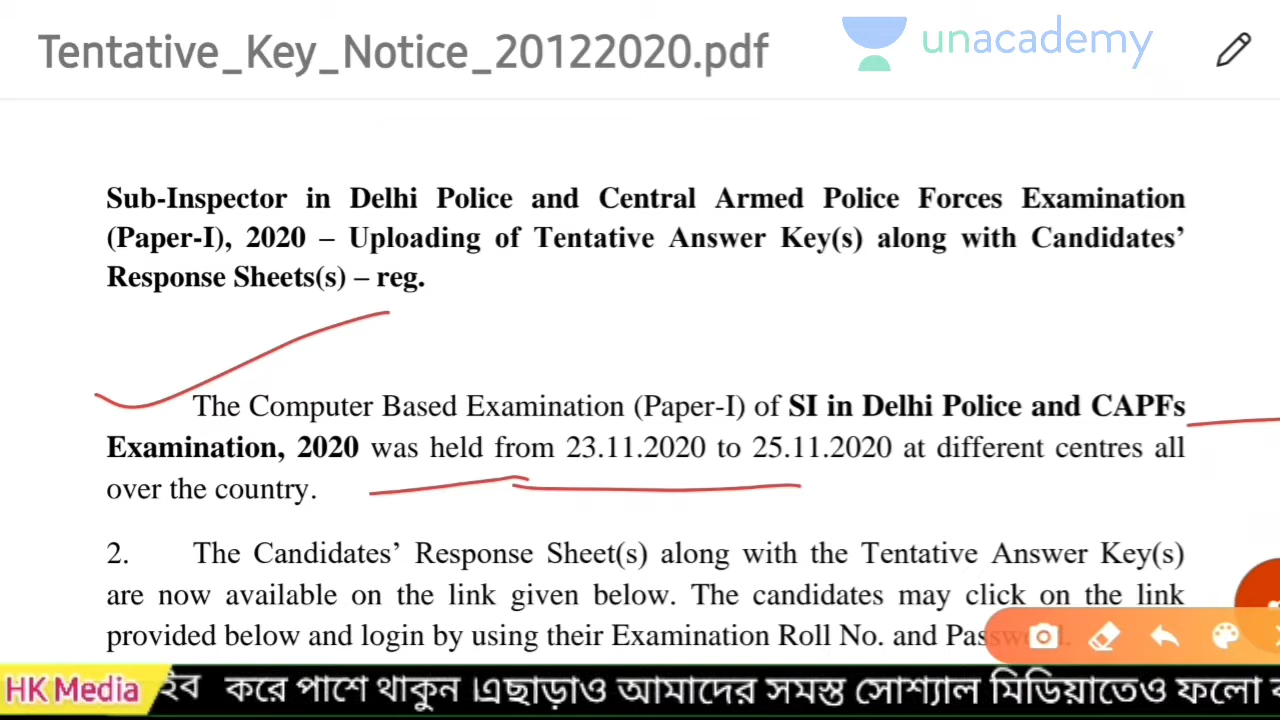 Tentative_Key_Notice_20122020.pdf
unacademy
Sub-Inspector in Delhi Police and Central Armed Police Forces Examination
(Paper-I), 2020 – Uploading of Tentative Answer Key(s) along with Candidates’
Response Sheets(s) – reg.
The Computer Based Examination (Paper-I) of SI in Delhi Police and CAPFs
Examination, 2020 was held from 23.11.2020 to 25.11.2020 at different centres all
over the country.
2. The Candidates’ Response Sheet(s) along with the Tentative Answer Key(s)
are now available on the link given below. The candidates may click on the link
provided below and login by using their Examination Roll No. and
HK Media
করে পাশে থাকুন ।এছাড়াও আমাদের সমস্ত সোশ্যাল মিডিয়াতেও ফলো